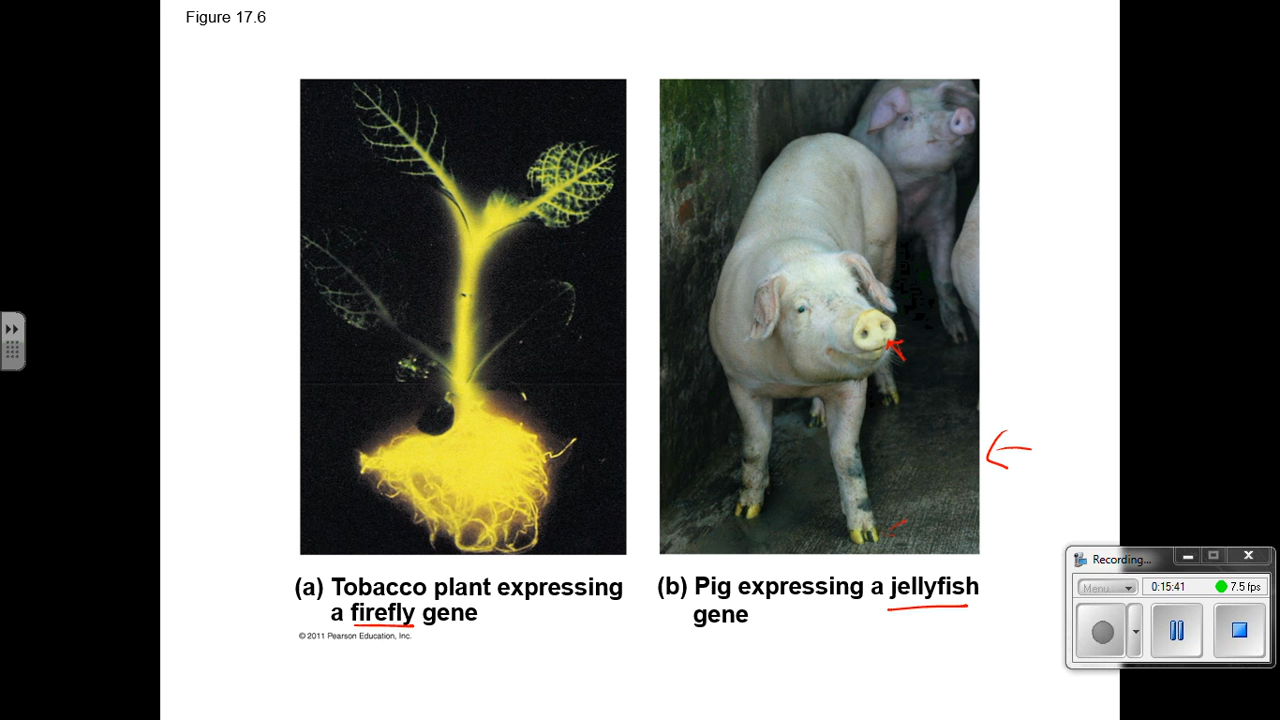 Figure 17.6
(a) Tobacco plant expressing
a firefly gene
(b) Pig expressing a jellyfish
gene
© 2011 Pearson Education, Inc.
Recording...
Menu
0:15:41
7.5 fps